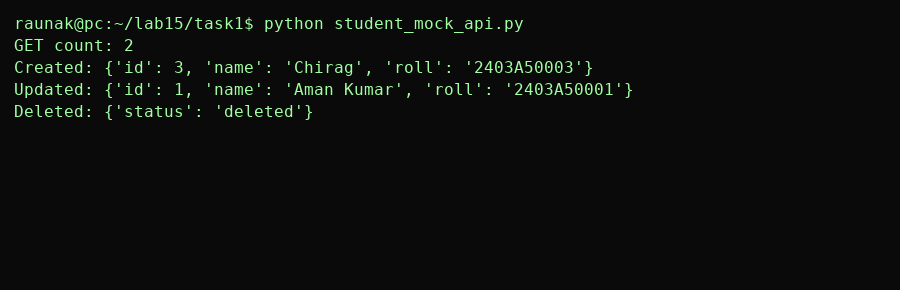 raunak@pc:~/lab15/task1$ python student_mock_api.py
GET count: 2
Created: {'id': 3, 'name': 'Chirag', 'roll': '2403A50003'}
Updated: {'id': 1, 'name': 'Aman Kumar', 'roll': '2403A50001'}
Deleted: {'status': 'deleted'}